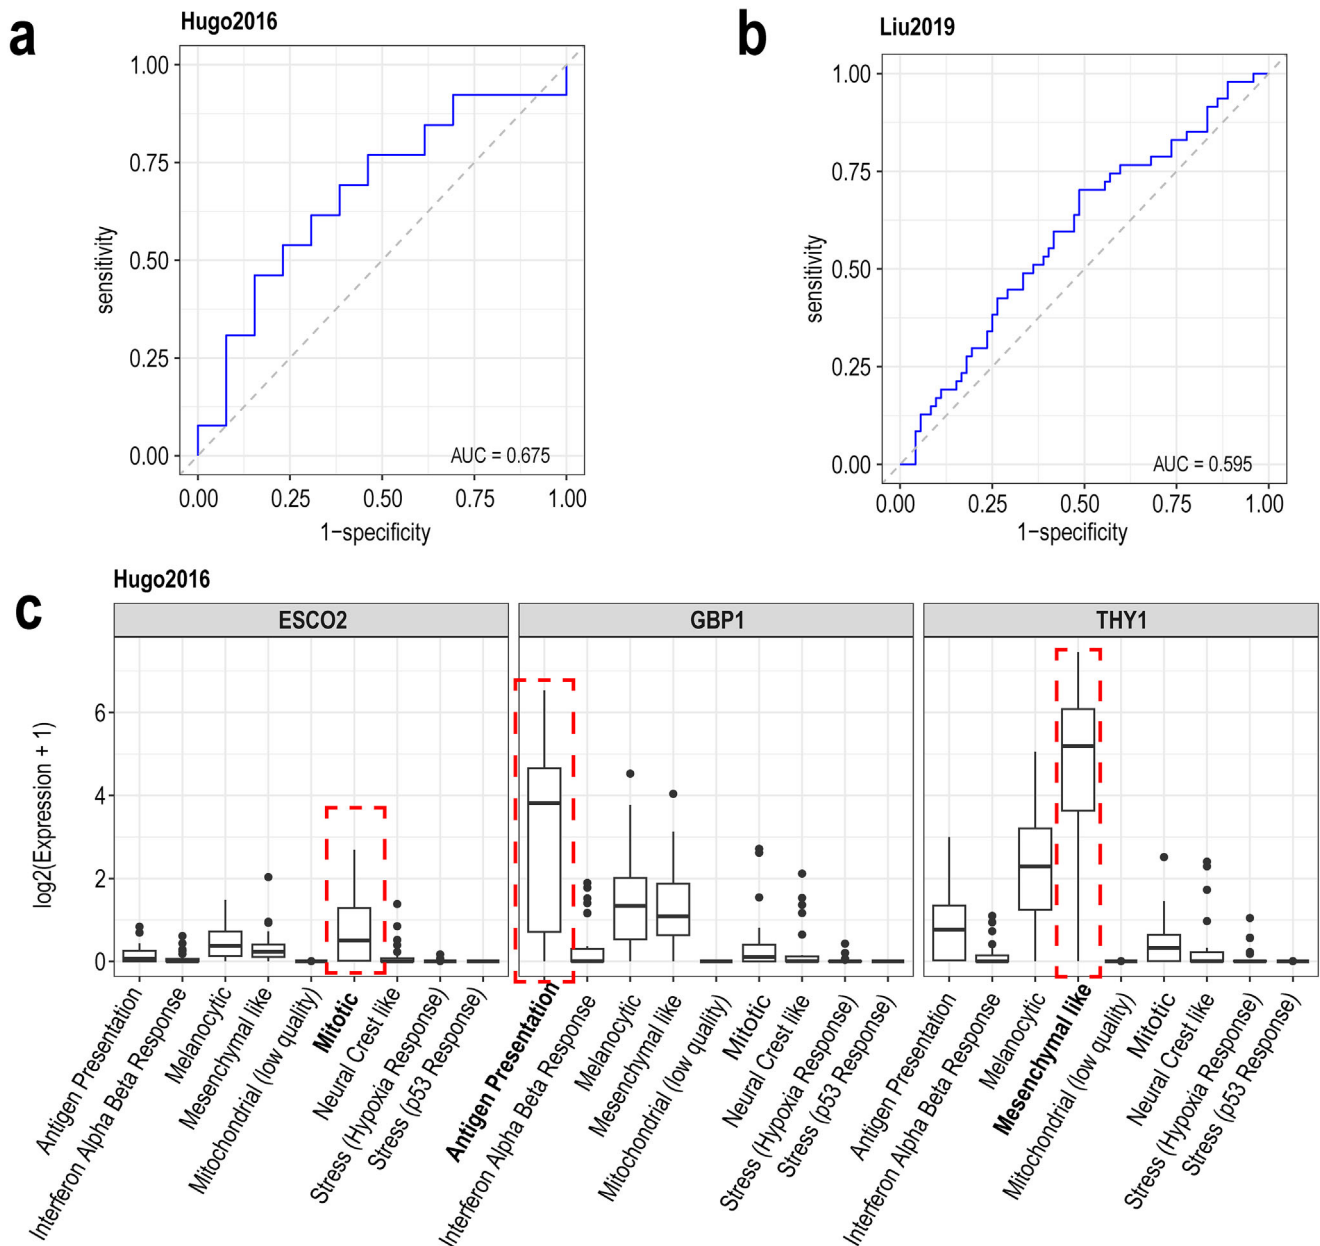 a
Hugo2016
1.00
0.75
0.50
0.25
0.00
sensitivity
AUC = 0.675
0.00 0.25 0.50 0.75 1.00
1−specificity
b
Liu2019
1.00
0.75
0.50
0.25
0.00
sensitivity
AUC = 0.595
0.00 0.25 0.50 0.75 1.00
1−specificity
c
Hugo2016
ESCO2 GBP1 THY1
log2(Expression + 1)
6
4
2
0
Antigen Presentation
Interferon Alpha Beta Response
Melanocytic
Mesenchymal like
Mitochondrial (low quality)
Mitotic
Neural Crest like
Stress (Hypoxia Response)
Stress (p53 Response)
Antigen Presentation
Interferon Alpha Beta Response
Melanocytic
Mesenchymal like
Mitochondrial (low quality)
Mitotic
Neural Crest like
Stress (Hypoxia Response)
Stress (p53 Response)
Antigen Presentation
Interferon Alpha Beta Response
Melanocytic
Mesenchymal like
Mitochondrial (low quality)
Mitotic
Neural Crest like
Stress (Hypoxia Response)
Stress (p53 Response)